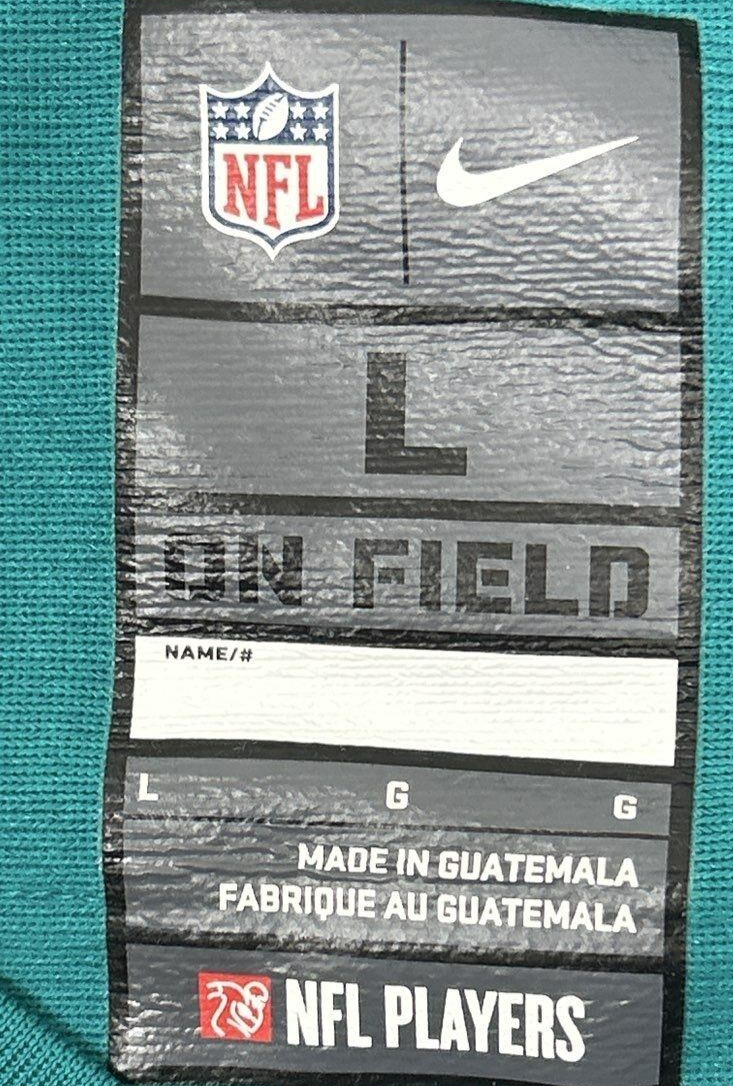 NFL
L
ON FIELD
NAME/#
L G G
MADE IN GUATEMALA
FABRIQUE AU GUATEMALA
NFL PLAYERS